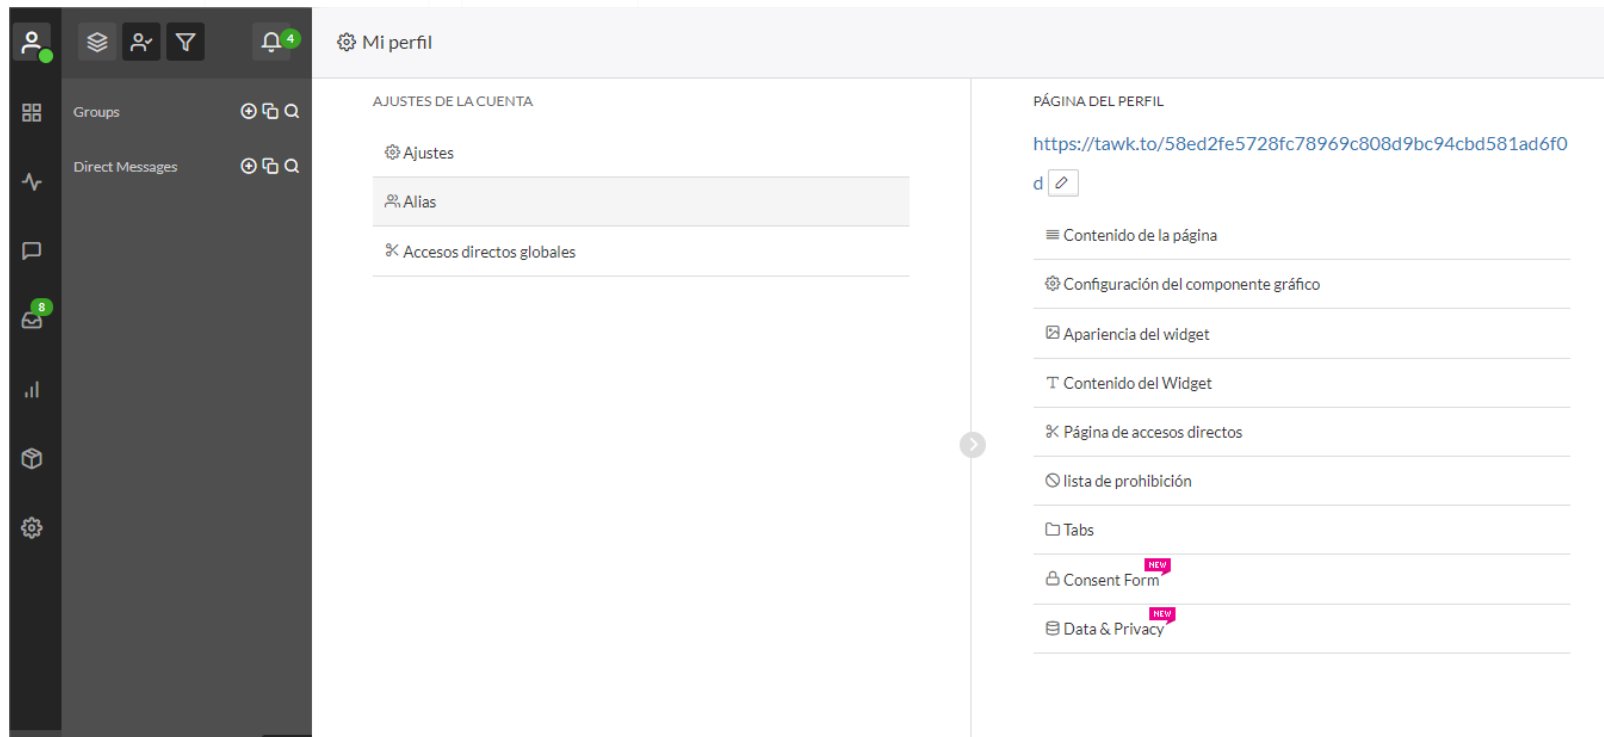 4
Mi perfil
Groups
Direct Messages
8
AJUSTES DE LA CUENTA
Ajustes
Alias
Accesos directos globales
PÁGINA DEL PERFIL
https://tawk.to/58ed2fe5728fc78969c808d9bc94cbd581ad6f0
d
Contenido de la página
Configuración del componente gráfico
Apariencia del widget
Contenido del Widget
Página de accesos directos
lista de prohibición
Tabs
NEW
Consent Form
NEW
Data & Privacy